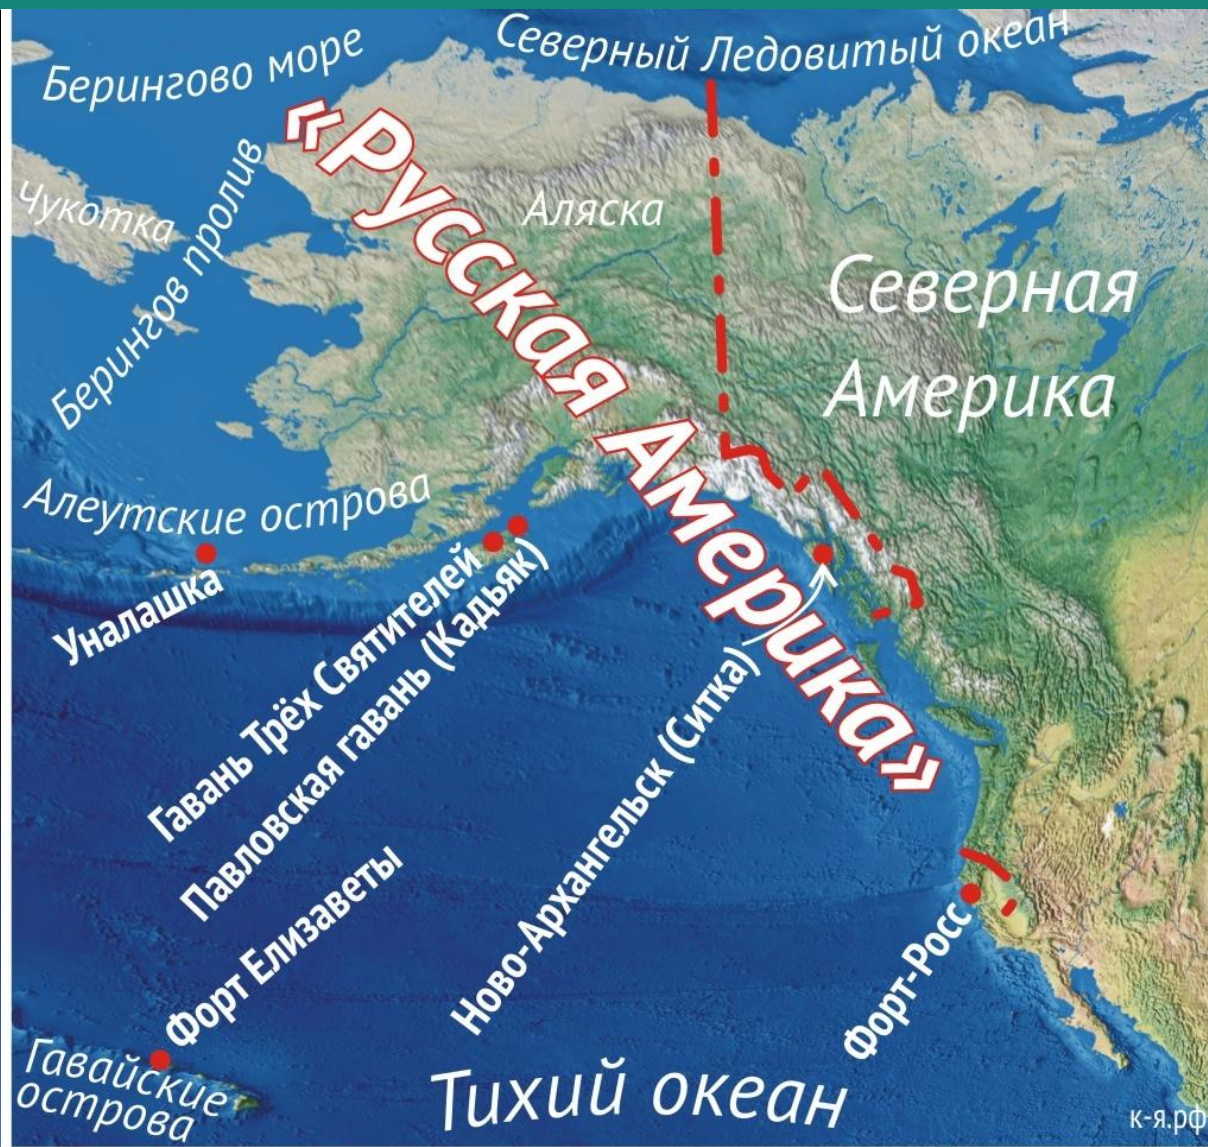 Берингово море
Северный Ледовитый океан
Чукотка
Берингов пролив
Аляска
«Русская Америка»
Северная
Америка
Алеутские острова
Уналашка
Гавань Трёх Святителей
Павловская гавань (Кадьяк)
Ново-Архангельск (Ситка)
Форт Елизаветы
Форт-Росс
Гавайские
острова
Тихий океан
к-я.рф